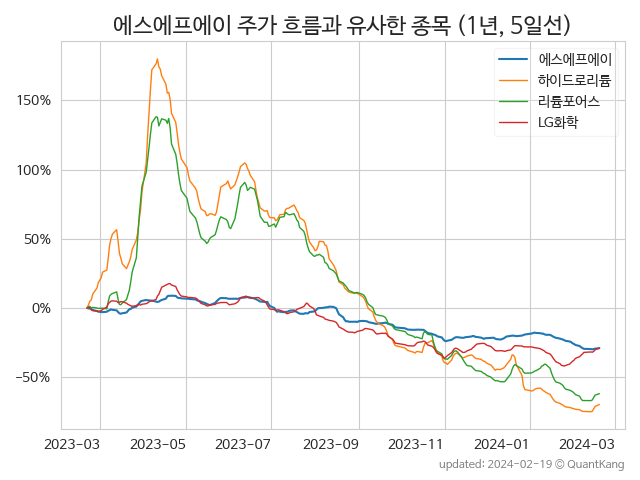 에스에프에이 주가 흐름과 유사한 종목 (1년, 5일선)
에스에프에이
하이드로리튬
리튬포어스
LG화학
150%
100%
50%
0%
−50%
2023-03 2023-05 2023-07 2023-09 2023-11 2024-01 2024-03
updated: 2024-02-19 © QuantKang